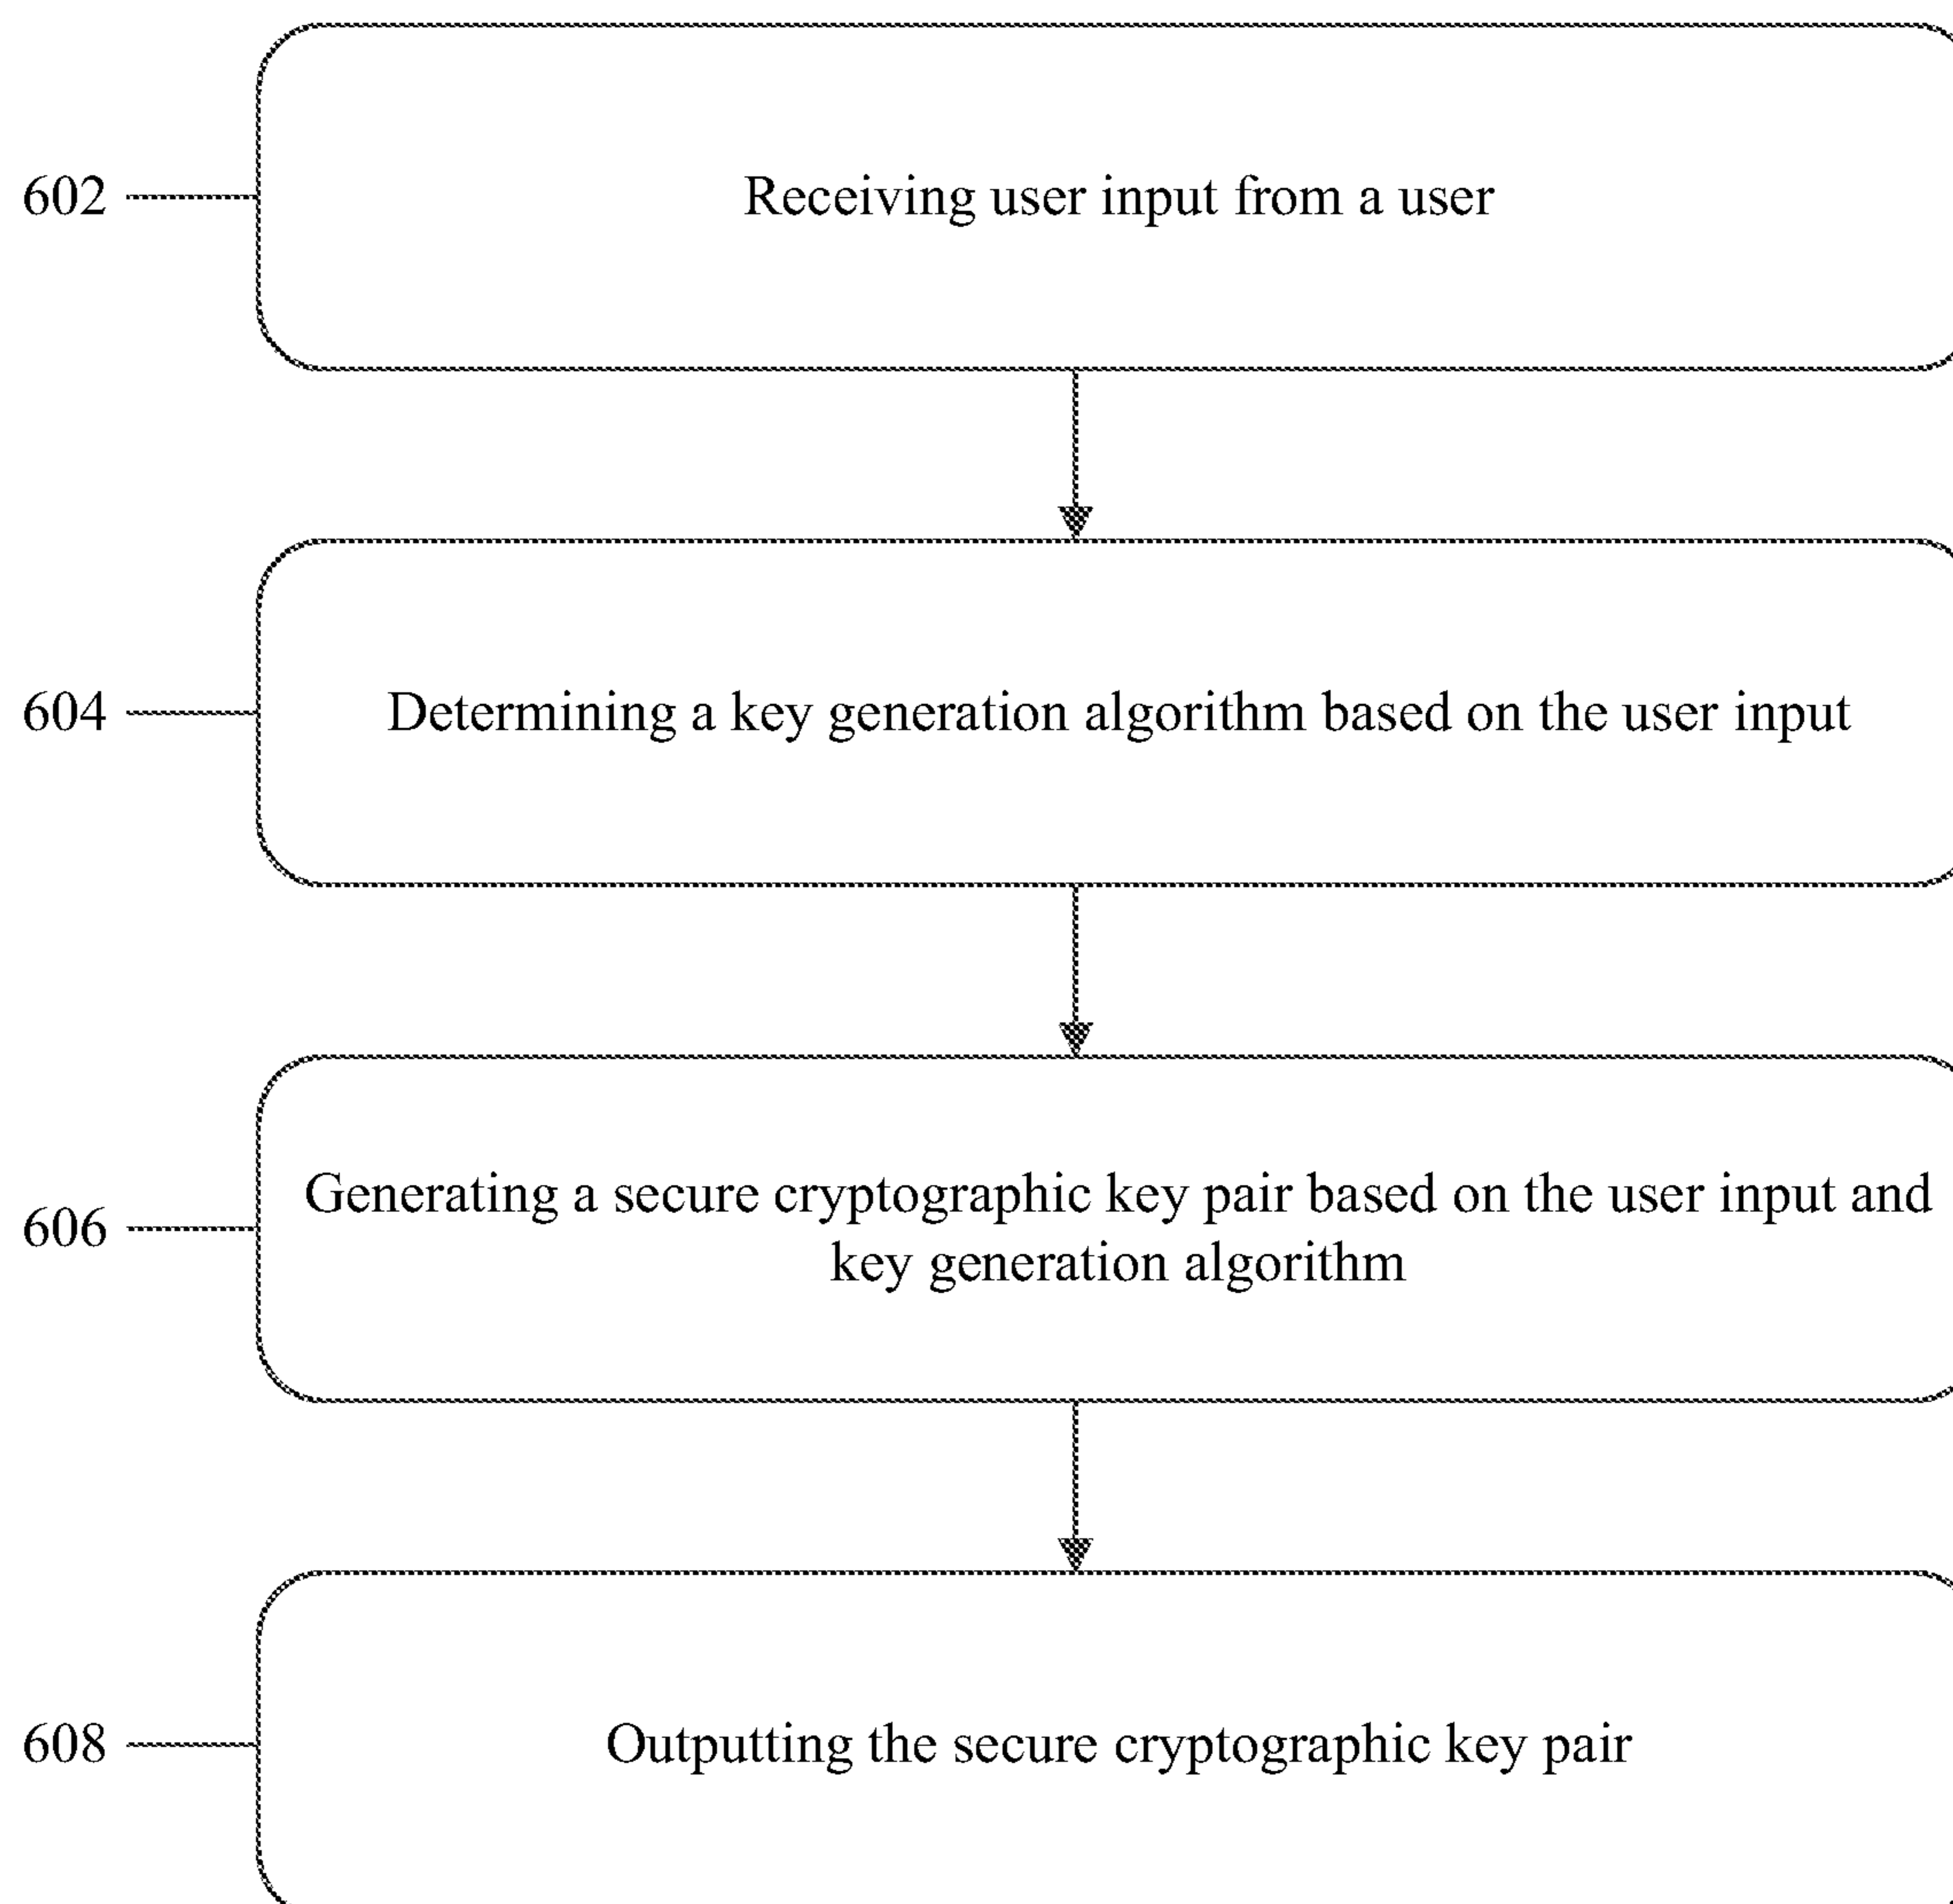 602
Receiving user input from a user
604
Determining a key generation algorithm based on the user input
606
Generating a secure cryptographic key pair based on the user input and
key generation algorithm
608
Outputting the secure cryptographic key pair